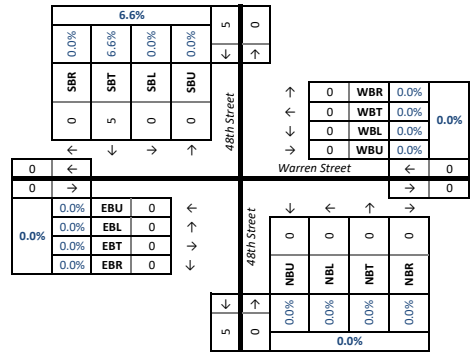 6.6%
5 0
0.0% 6.6% 0.0% 0.0%
↓ ↑
SBR SBT SBL SBU
48th Street
0 5 0 0
← ↓ → ↑
↑ 0 WBR 0.0%
← 0 WBT 0.0%
↓ 0 WBL 0.0%
→ 0 WBU 0.0%
0.0%
0 ←
Warren Street
← 0
0 →
→ 0
0.0%
0.0% EBU 0 ←
0.0% EBL 0 ↑
0.0% EBT 0 →
0.0% EBR 0 ↓
48th Street
↓ ← ↑ →
0 0 0 0
NBU NBL NBT NBR
↓ ↑
0.0% 0.0% 0.0% 0.0%
5 0
0.0%